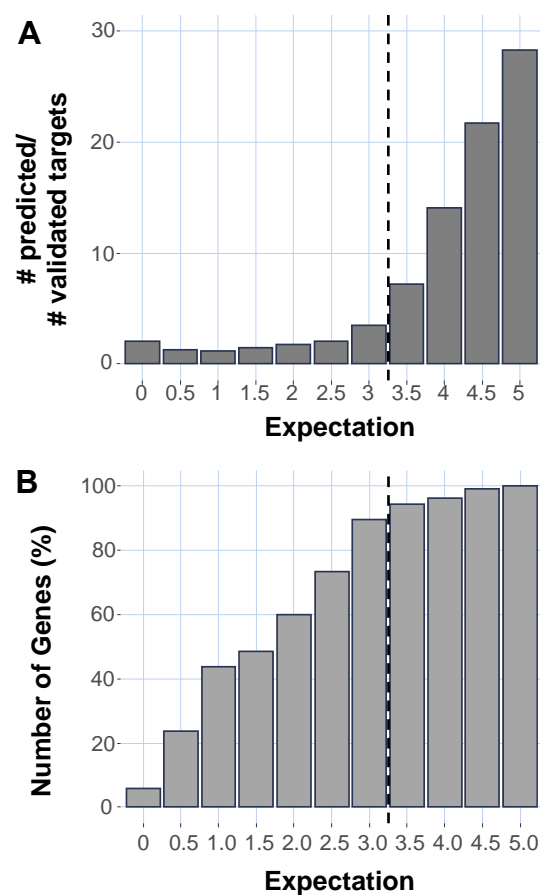 A
# predicted/
# validated targets
30
20
10
0
0 0.5 1 1.5 2 2.5 3 3.5 4 4.5 5
Expectation
B
Number of Genes (%)
100
80
60
40
20
0
0 0.5 1.0 1.5 2.0 2.5 3.0 3.5 4.0 4.5 5.0
Expectation